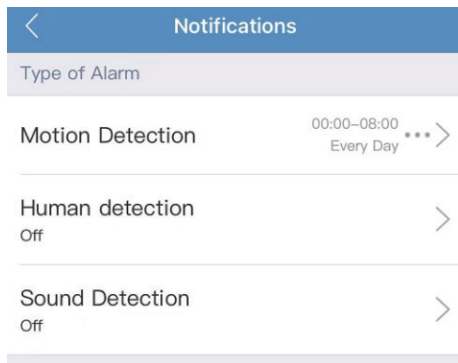 Notifications
Type of Alarm
Motion Detection
00:00–08:00
Every Day
Human detection
Off
Sound Detection
Off